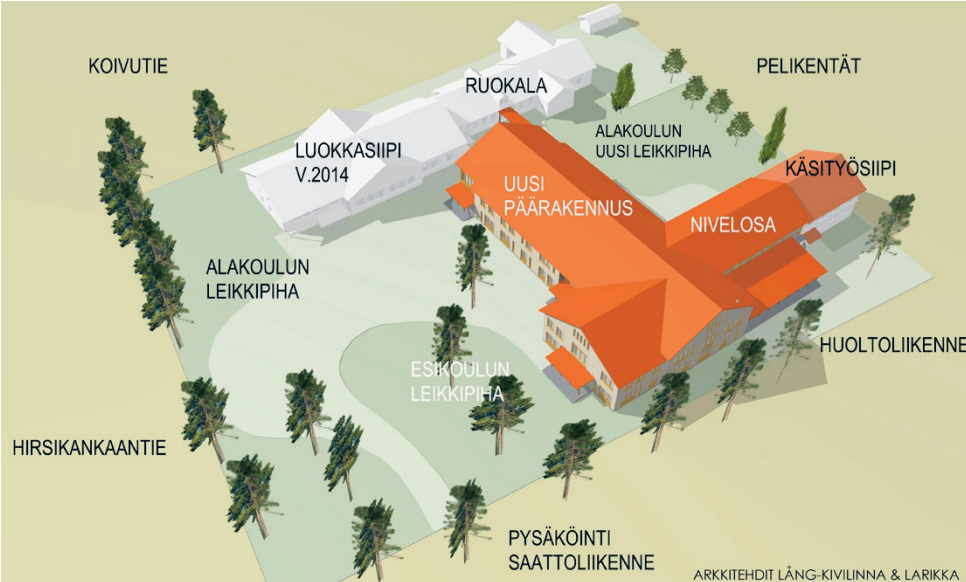 KOIVUTIE
PELIKENTÄT
RUOKALA
ALAKOULUN
UUSI LEIKKIPIHA
LUOKKASIIPI
V.2014
KÄSITYÖSIIPI
UUSI
PÄÄRAKENNUS
NIVELOSA
ALAKOULUN
LEIKKIPIHA
HUOLTOLIIKENNE
ESIKOULUN
LEIKKIPIHA
HIRSIKANKAANTIE
PYSÄKÖINTI
SAATTOLIIKENNE
ARKKITEHDIT LÅNG-KIVILINNA & LARIKKA